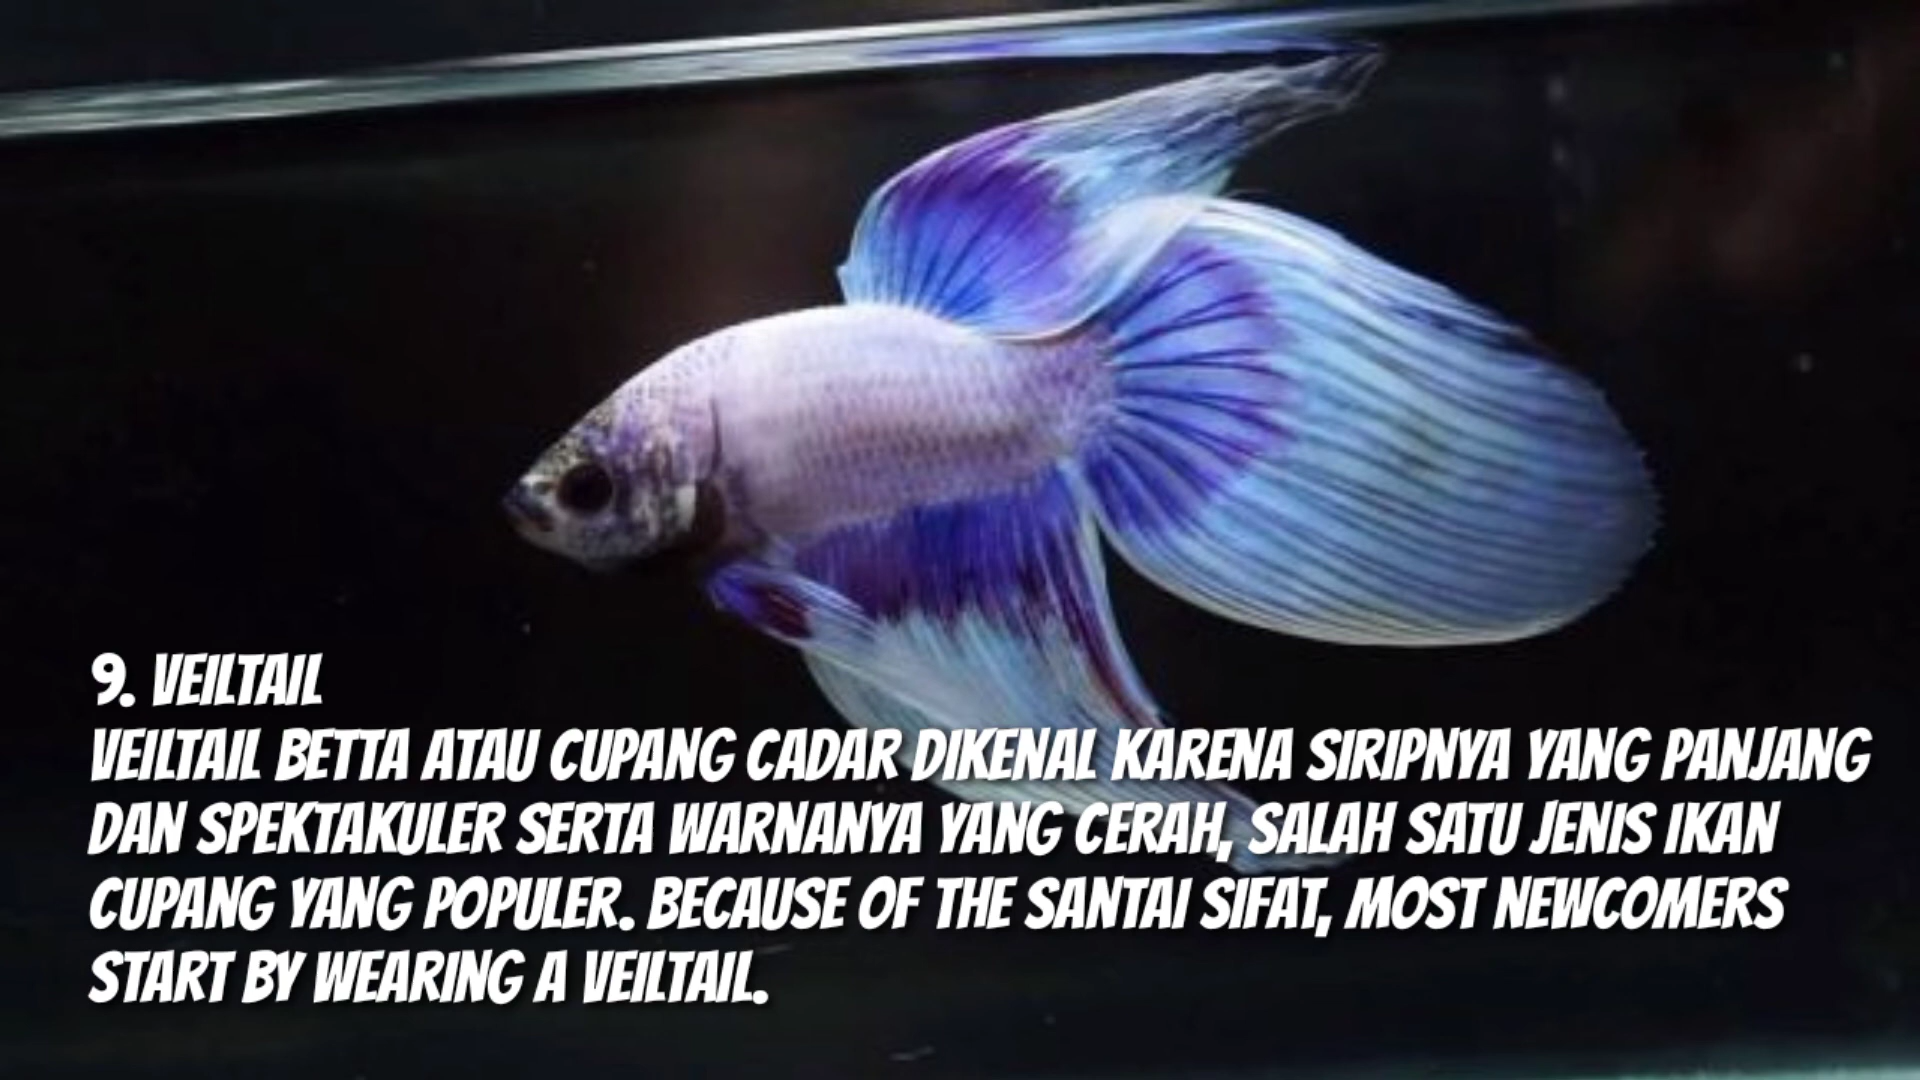 9. VEILTAIL
VEILTAIL BETTA ATAU CUPANG CADAR DIKENAL KARENA SIRIPNYA YANG PANJANG
DAN SPEKTAKULER SERTA WARNANYA YANG CERAH, SALAH SATU JENIS IKAN
CUPANG YANG POPULER. BECAUSE OF THE SANTAI SIFAT, MOST NEWCOMERS
START BY WEARING A VEILTAIL.